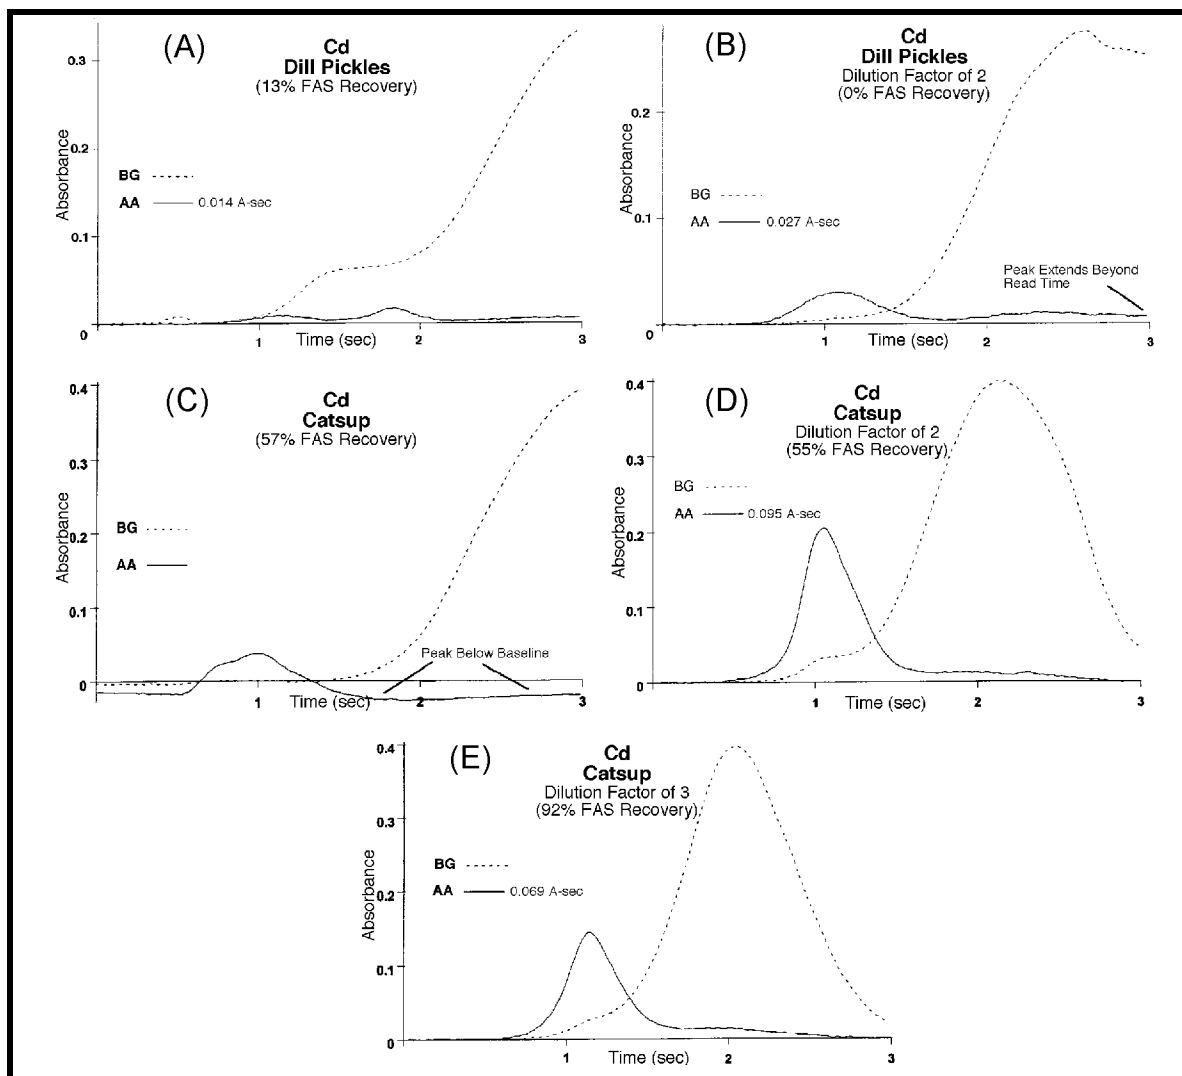 (A)
Cd
Dill Pickles
(13% FAS Recovery)
0.3
0.2
0.1
0
Absorbance
BG
AA 0.014 A-sec
1 2 3
Time (sec)
(B)
Cd
Dill Pickles
Dilution Factor of 2
(0% FAS Recovery)
0.2
0.1
0
Absorbance
BG
AA 0.027 A-sec
Peak Extends Beyond
Read Time
1 2 3
Time (sec)
(C)
Cd
Catsup
(57% FAS Recovery)
0.4
0.3
0.2
0.1
0
Absorbance
BG
AA
Peak Below Baseline
1 2 3
Time (sec)
(D)
Cd
Catsup
Dilution Factor of 2
(55% FAS Recovery)
0.4
0.3
0.2
0.1
0
Absorbance
BG
AA 0.095 A-sec
1 2 3
Time (sec)
(E)
Cd
Catsup
Dilution Factor of 3
(92% FAS Recovery)
0.4
0.3
0.2
0.1
0
Absorbance
BG
AA 0.069 A-sec
1 2 3
Time (sec)